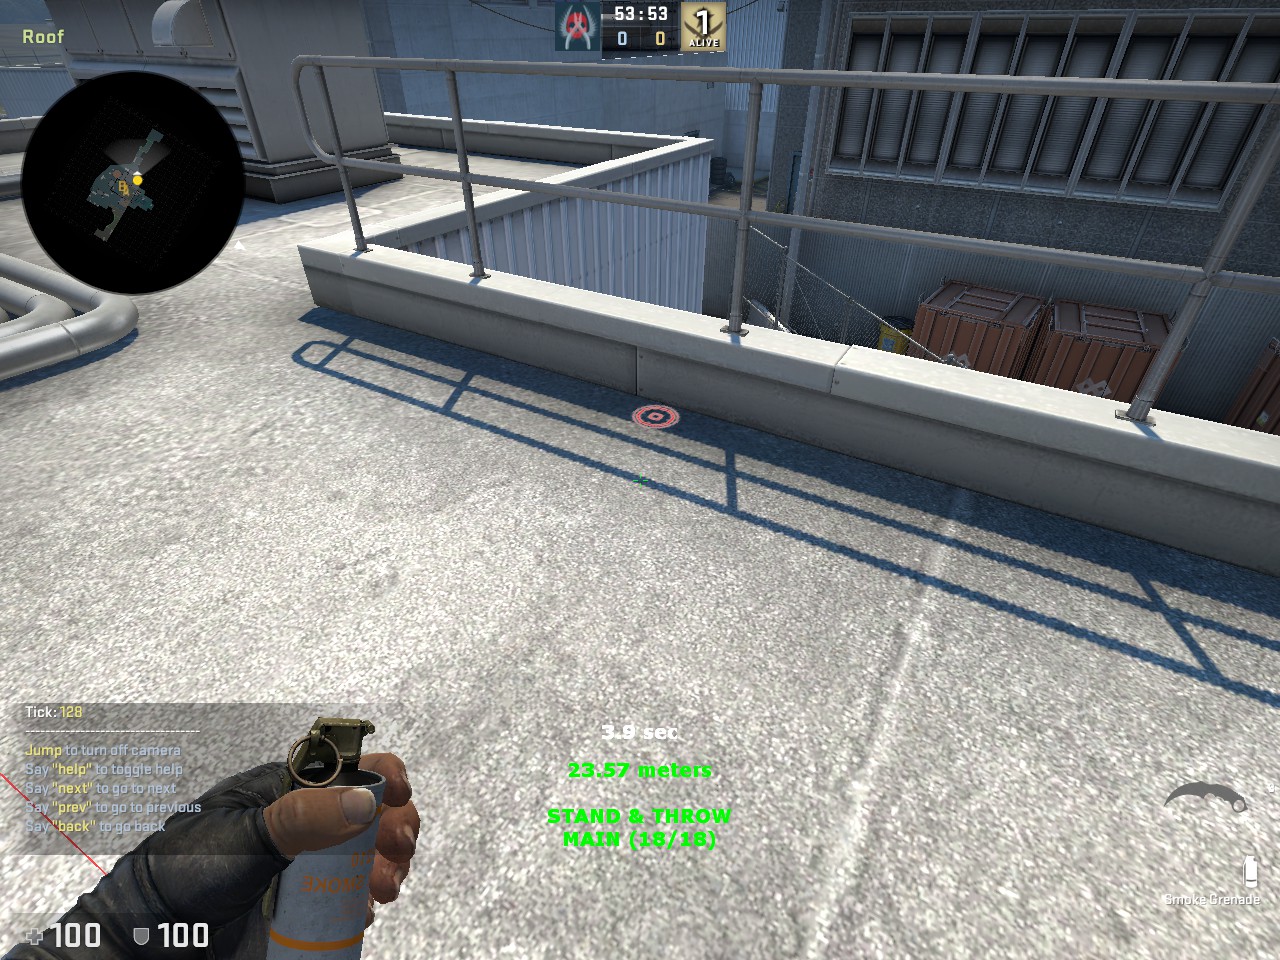 Roof
53:53
0 0
1
ALIVE
B
A
Tick: 128
Jump to turn off camera
Say "help" to toggle help
Say "next" to go to next
Say "prev" to go to previous
Say "back" to go back
3.9 sec
23.57 meters
STAND & THROW
MAIN (18/18)
Smoke Grenade
100 100